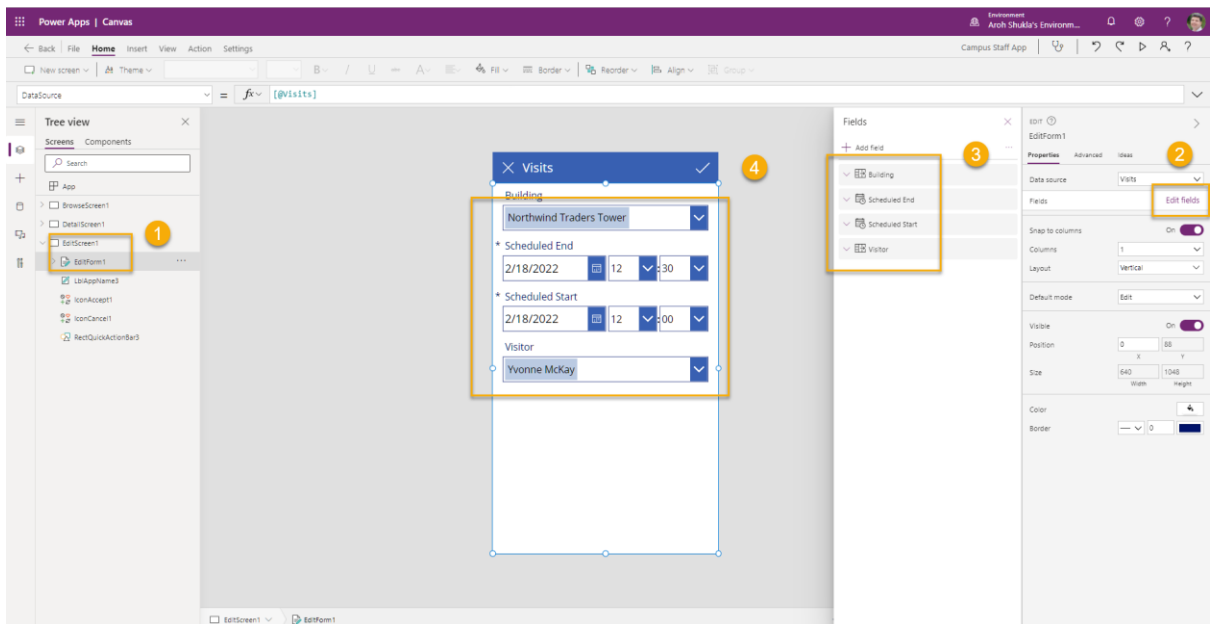 Power Apps | Canvas
Environment
Aroh Shukla's Environm...
?
Back File Home Insert View Action Settings
Campus Staff App
?
New screen Theme
B / U A Fill Border Reorder Align Group
DataSource = fx [@Visits]
Tree view
Screens Components
Search
App
BrowseScreen1
DetailScreen1
EditScreen1
1
EditForm1 ...
LblAppName3
IconAccept1
IconCancel1
RectQuickActionBar3
Visits
4
Building
Northwind Traders Tower
* Scheduled End
2/18/2022 12 : 30
* Scheduled Start
2/18/2022 12 : 00
Visitor
Yvonne McKay
Fields
+ Add field ...
3
Building
Scheduled End
Scheduled Start
Visitor
EDIT ?
EditForm1
Properties Advanced Ideas
2
Data source Visits
Fields Edit fields
Snap to columns On
Columns 1
Layout Vertical
Default mode Edit
Visible On
Position 0 88
X Y
Size 640 1048
Width Height
Color
Border 0
EditScreen1 EditForm1